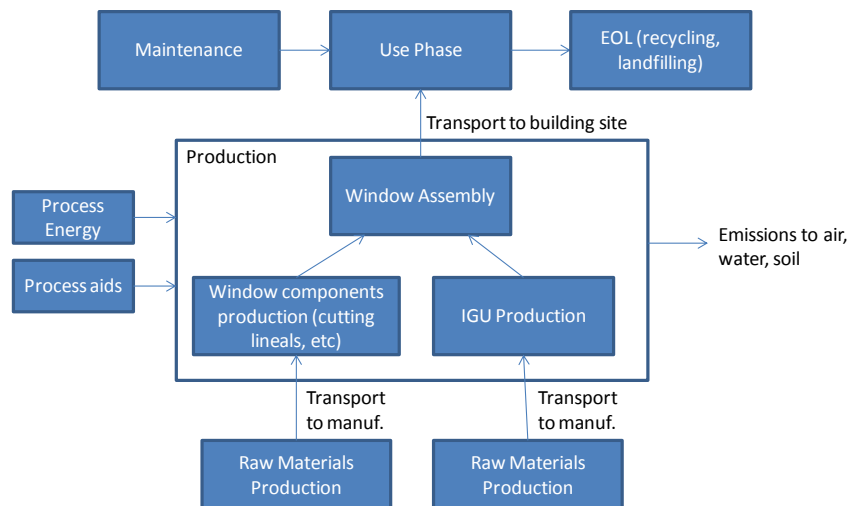 Maintenance
Use Phase
EOL (recycling,
landfilling)
Transport to building site
Production
Window Assembly
Process
Energy
Process aids
Emissions to air,
water, soil
Window components
production (cutting
lineals, etc)
IGU Production
Transport
to manuf.
Transport
to manuf.
Raw Materials
Production
Raw Materials
Production